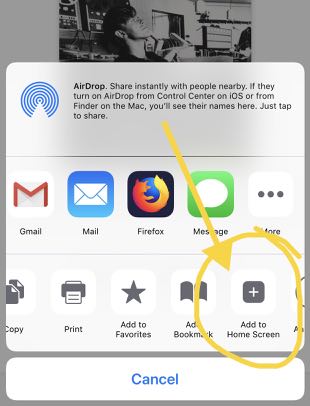 AirDrop. Share instantly with people nearby. If they
turn on AirDrop from Control Center on iOS or from
Finder on the Mac, you'll see their names here. Just tap
to share.
Gmail
Mail
Firefox
Message
More
Copy
Print
Add to
Favorites
Add
Bookmark
Add to
Home Screen
Cancel